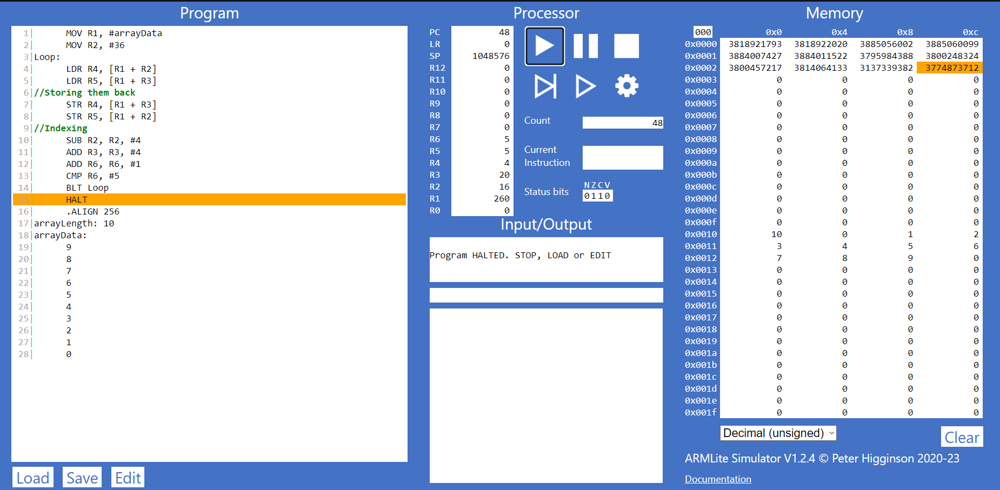 Program
1| MOV R1, #arrayData
2| MOV R2, #36
3|Loop:
4| LDR R4, [R1 + R2]
5| LDR R5, [R1 + R3]
6|//Storing them back
7| STR R4, [R1 + R3]
8| STR R5, [R1 + R2]
9|//Indexing
10| SUB R2, R2, #4
11| ADD R3, R3, #4
12| ADD R6, R6, #1
13| CMP R6, #5
14| BLT Loop
15| HALT
16| .ALIGN 256
17|arrayLength: 10
18|arrayData:
19| 9
20| 8
21| 7
22| 6
23| 5
24| 4
25| 3
26| 2
27| 1
28| 0
Load Save Edit
Processor
PC 48
LR 0
SP 1048576
R12 0
R11 0
R10 0
R9 0
R8 0
R7 0
R6 5
R5 5
R4 4
R3 20
R2 16
R1 260
R0 0
Count 48
Current
Instruction
Status bits
NZCV
0110
Input/Output
Program HALTED. STOP, LOAD or EDIT
Memory
000 0x0 0x4 0x8 0xc
0x0000 3818921793 3818922020 3885056002 3885060099
0x0001 3884007427 3884011522 3795984388 3800248324
0x0002 3800457217 3814064133 3137339382 3774873712
0x0003 0 0 0 0
0x0004 0 0 0 0
0x0005 0 0 0 0
0x0006 0 0 0 0
0x0007 0 0 0 0
0x0008 0 0 0 0
0x0009 0 0 0 0
0x000a 0 0 0 0
0x000b 0 0 0 0
0x000c 0 0 0 0
0x000d 0 0 0 0
0x000e 0 0 0 0
0x000f 0 0 0 0
0x0010 10 0 1 2
0x0011 3 4 5 6
0x0012 7 8 9 0
0x0013 0 0 0 0
0x0014 0 0 0 0
0x0015 0 0 0 0
0x0016 0 0 0 0
0x0017 0 0 0 0
0x0018 0 0 0 0
0x0019 0 0 0 0
0x001a 0 0 0 0
0x001b 0 0 0 0
0x001c 0 0 0 0
0x001d 0 0 0 0
0x001e 0 0 0 0
0x001f 0 0 0 0
Decimal (unsigned)
Clear
ARMLite Simulator V1.2.4 © Peter Higginson 2020-23
Documentation